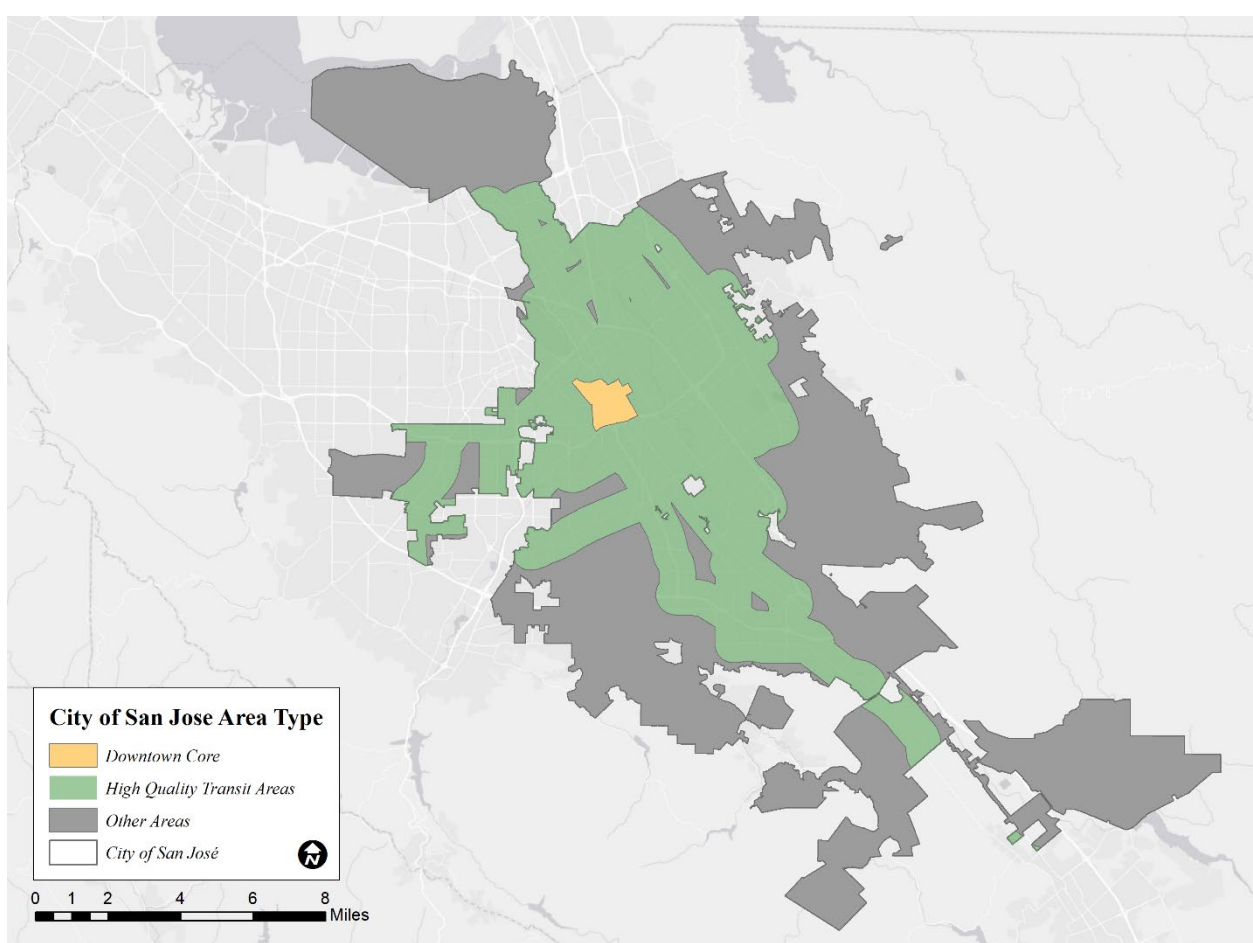 City of San Jose Area Type
Downtown Core
High Quality Transit Areas
Other Areas
City of San José
N
0 1 2 4 6 8
Miles